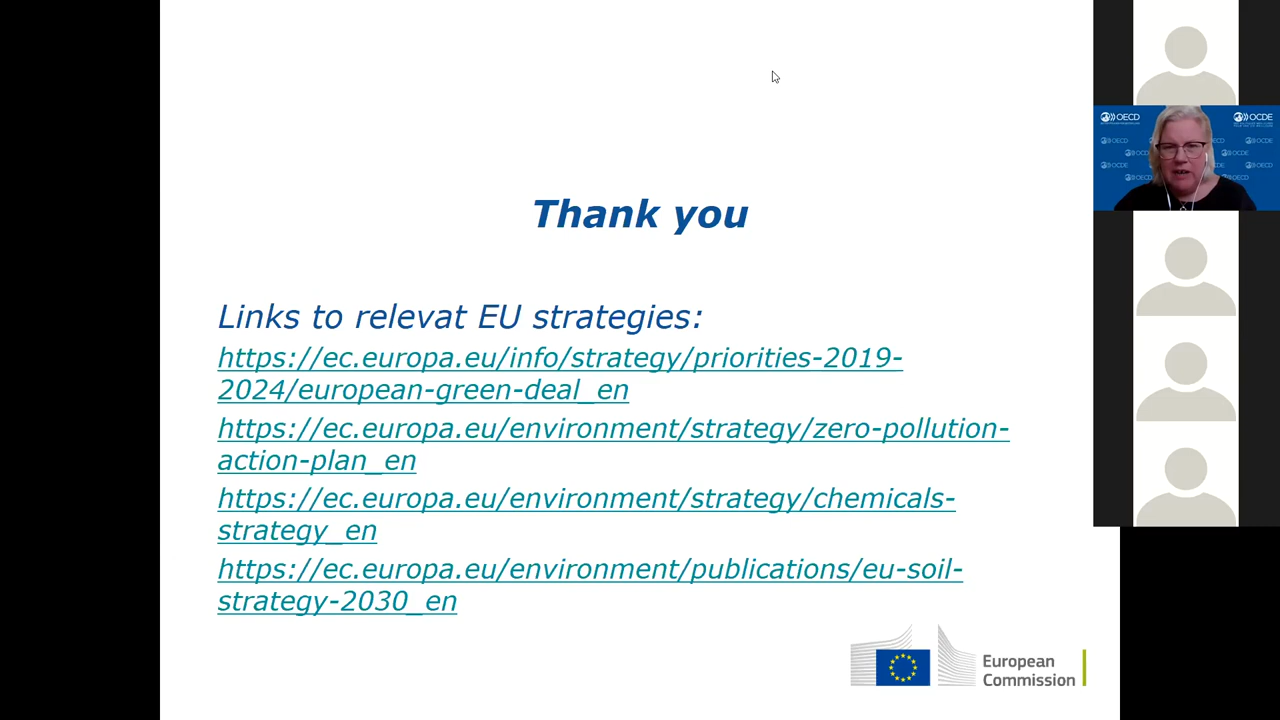 Thank you
Links to relevat EU strategies:
https://ec.europa.eu/info/strategy/priorities-2019-
2024/european-green-deal_en
https://ec.europa.eu/environment/strategy/zero-pollution-
action-plan_en
https://ec.europa.eu/environment/strategy/chemicals-
strategy_en
https://ec.europa.eu/environment/publications/eu-soil-
strategy-2030_en
European
Commission
OECD
OCDE